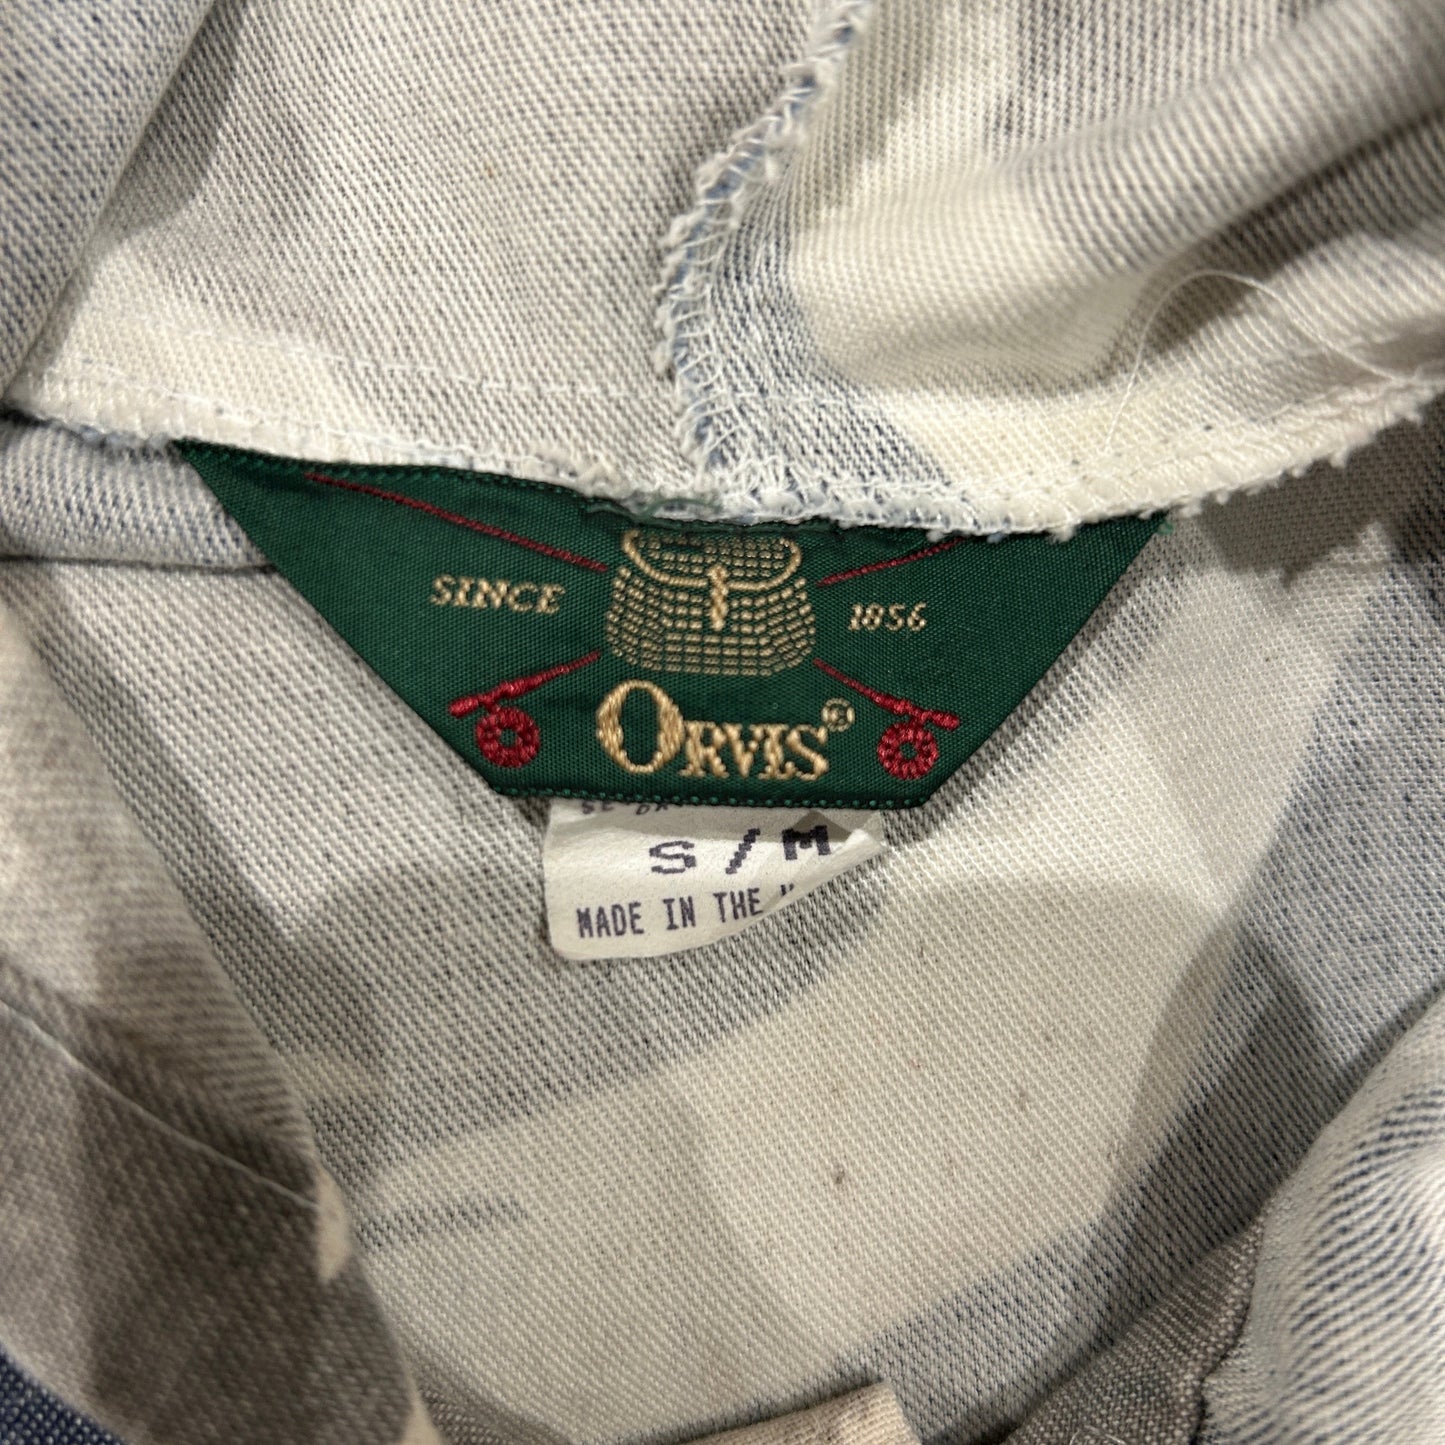 SINCE 1856
ORVIS®
S/M
MADE IN THE